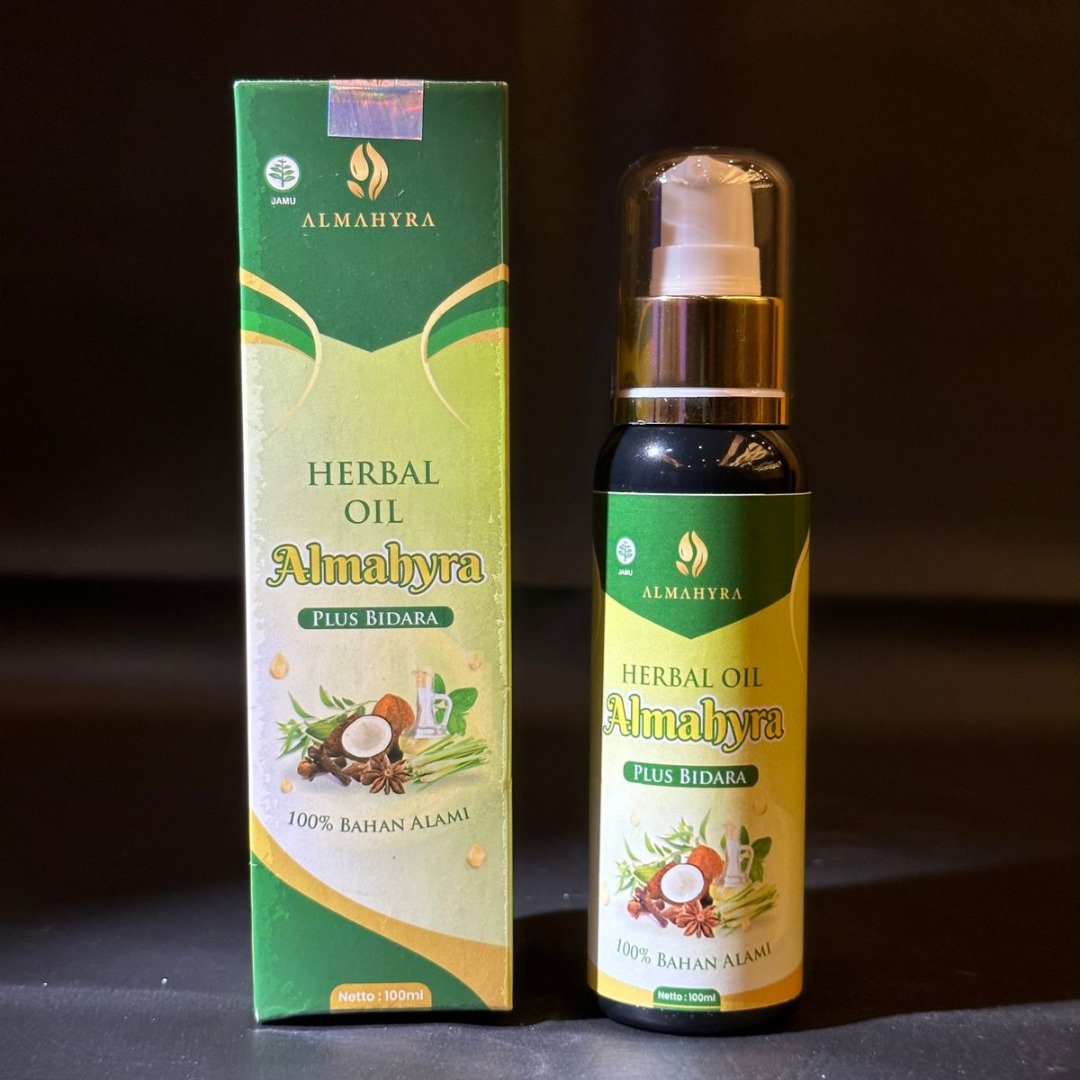 JAMU
ALMAHYRA
HERBAL
OIL
Almahyra
PLUS BIDARA
100% BAHAN ALAMI
Netto : 100ml
JAMU
ALMAHYRA
HERBAL OIL
Almahyra
PLUS BIDARA
100% BAHAN ALAMI
Netto : 100ml